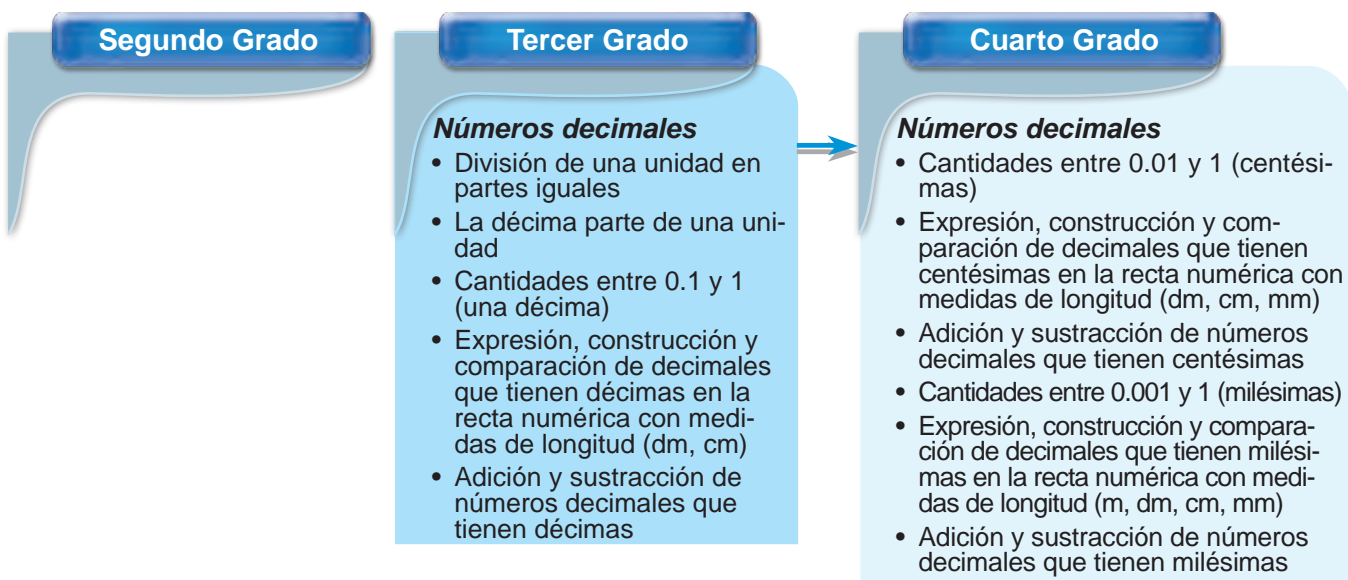 Segundo Grado
Tercer Grado
Números decimales
• División de una unidad en
partes iguales
• La décima parte de una uni-
dad
• Cantidades entre 0.1 y 1
(una décima)
• Expresión, construcción y
comparación de decimales
que tienen décimas en la
recta numérica con medi-
das de longitud (dm, cm)
• Adición y sustracción de
números decimales que
tienen décimas
Cuarto Grado
Números decimales
• Cantidades entre 0.01 y 1 (centési-
mas)
• Expresión, construcción y com-
paración de decimales que tienen
centésimas en la recta numérica con
medidas de longitud (dm, cm, mm)
• Adición y sustracción de números
decimales que tienen centésimas
• Cantidades entre 0.001 y 1 (milésimas)
• Expresión, construcción y compara-
ción de decimales que tienen milési-
mas en la recta numérica con medi-
das de longitud (m, dm, cm, mm)
• Adición y sustracción de números
decimales que tienen milésimas